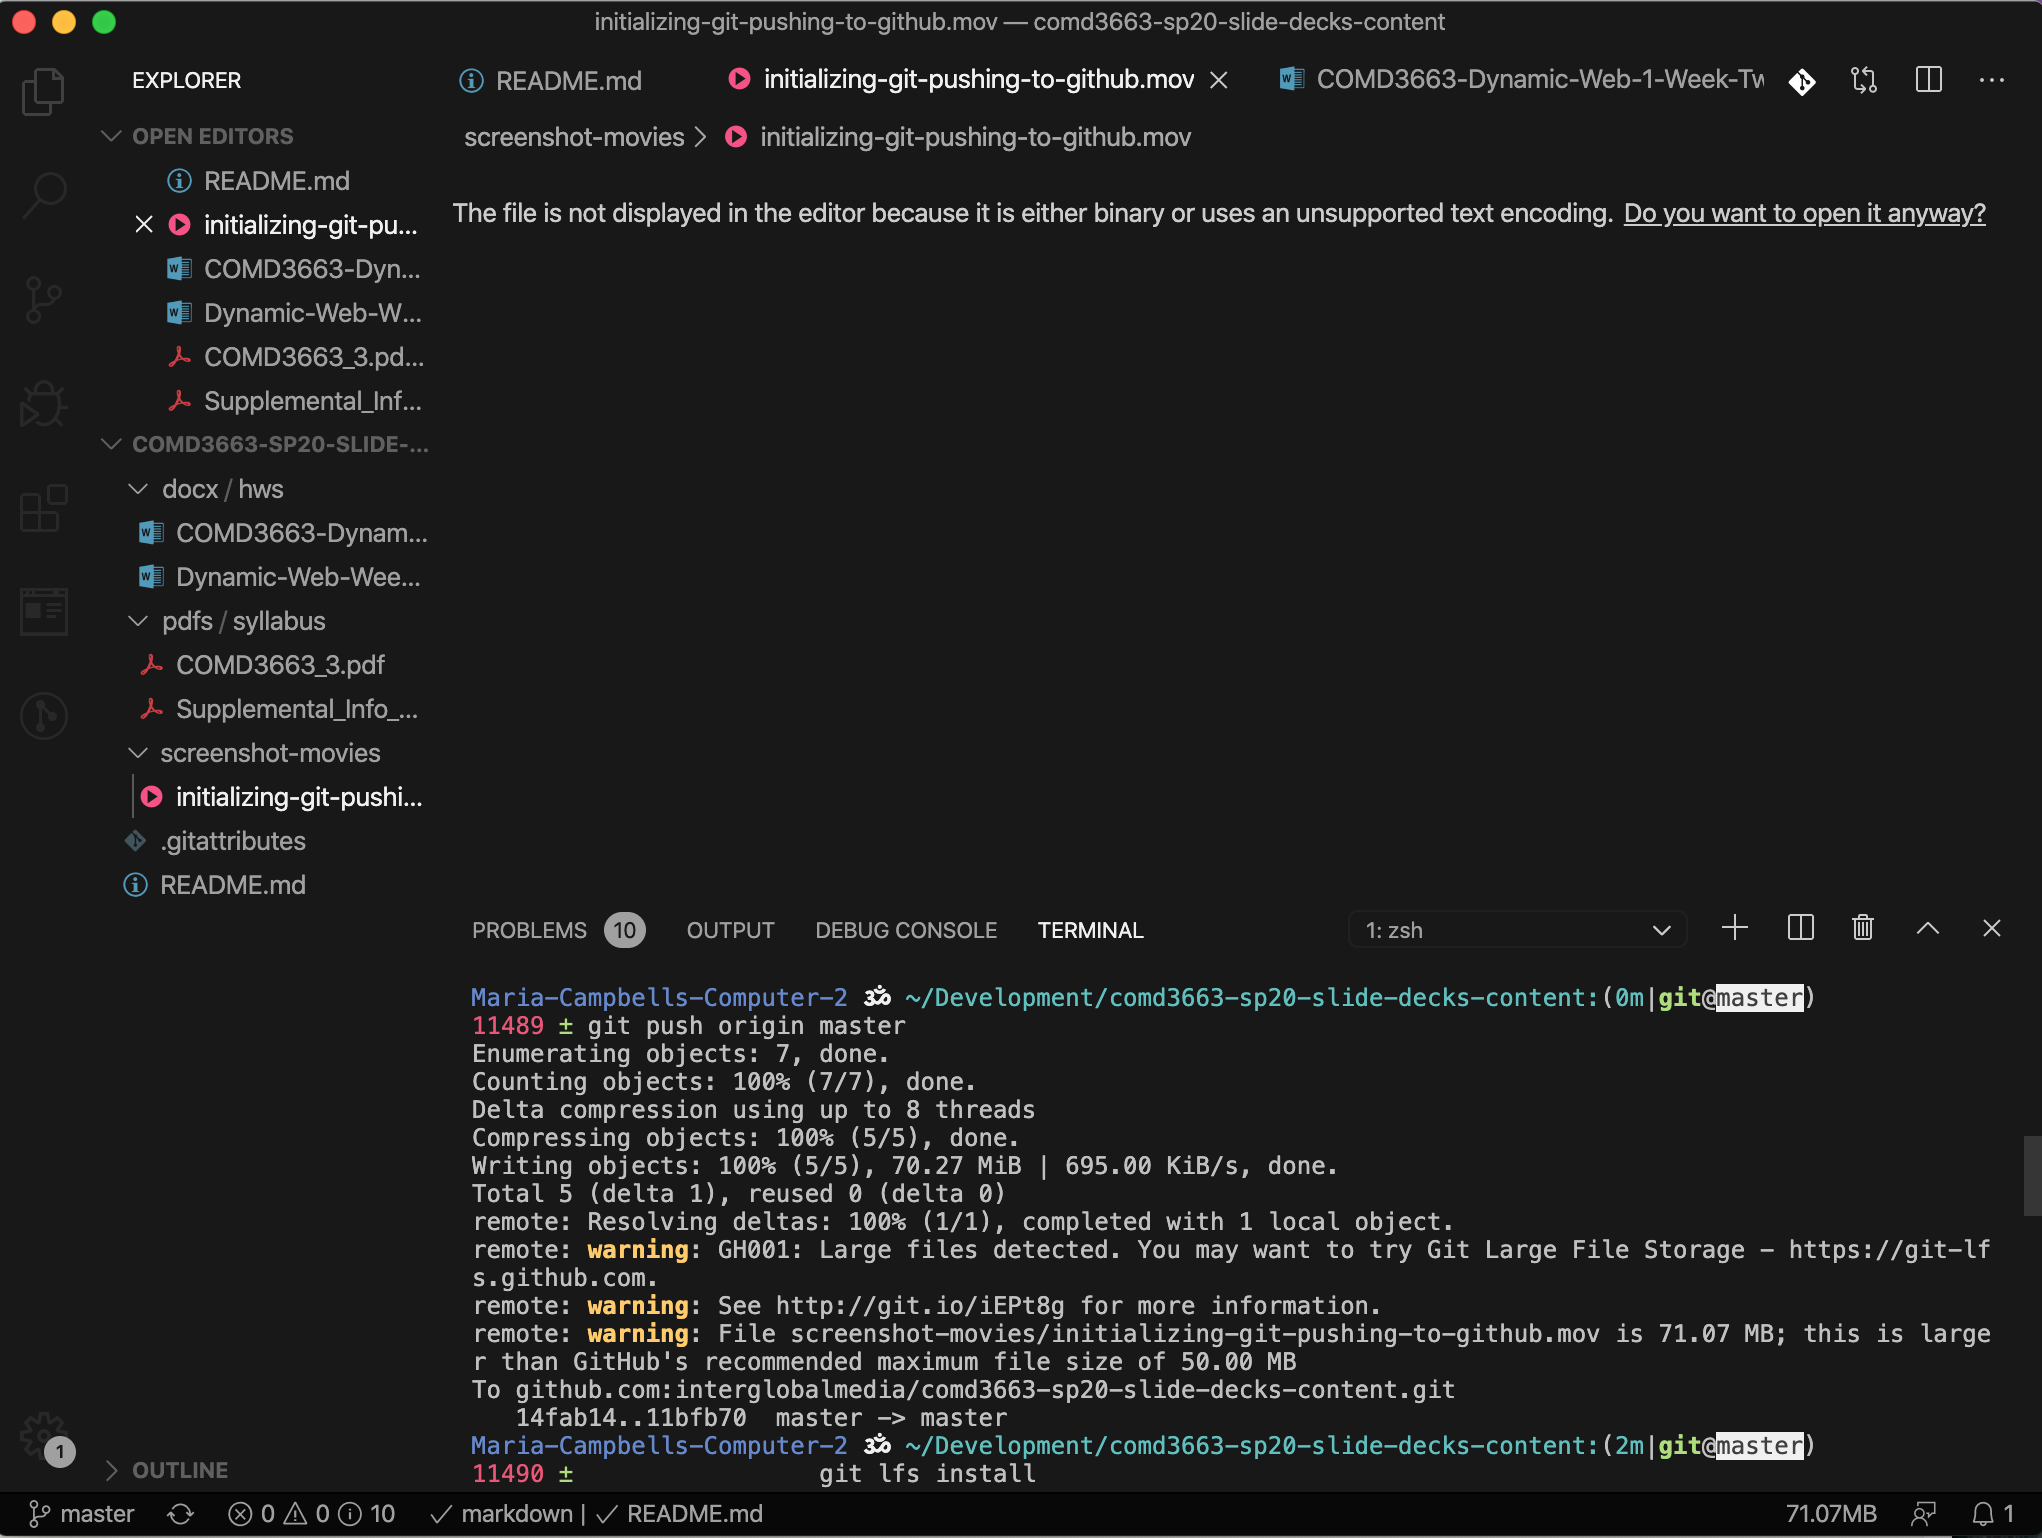 initializing-git-pushing-to-github.mov — comd3663-sp20-slide-decks-content
EXPLORER
README.md
initializing-git-pushing-to-github.mov
COMD3663-Dynamic-Web-1-Week-Tw
screenshot-movies > initializing-git-pushing-to-github.mov
The file is not displayed in the editor because it is either binary or uses an unsupported text encoding. Do you want to open it anyway?
OPEN EDITORS
README.md
initializing-git-pu...
COMD3663-Dyn...
Dynamic-Web-W...
COMD3663_3.pd...
Supplemental_Inf...
COMD3663-SP20-SLIDE-...
docx / hws
COMD3663-Dynam...
Dynamic-Web-Wee...
pdfs / syllabus
COMD3663_3.pdf
Supplemental_Info_...
screenshot-movies
initializing-git-pushi...
.gitattributes
README.md
OUTLINE
1
PROBLEMS 10 OUTPUT DEBUG CONSOLE TERMINAL 1: zsh
Maria-Campbells-Computer-2 ॐ ~/Development/comd3663-sp20-slide-decks-content:(0m|git@master)
11489 ± git push origin master
Enumerating objects: 7, done.
Counting objects: 100% (7/7), done.
Delta compression using up to 8 threads
Compressing objects: 100% (5/5), done.
Writing objects: 100% (5/5), 70.27 MiB | 695.00 KiB/s, done.
Total 5 (delta 1), reused 0 (delta 0)
remote: Resolving deltas: 100% (1/1), completed with 1 local object.
remote: warning: GH001: Large files detected. You may want to try Git Large File Storage - https://git-lf
s.github.com.
remote: warning: See http://git.io/iEPt8g for more information.
remote: warning: File screenshot-movies/initializing-git-pushing-to-github.mov is 71.07 MB; this is large
r than GitHub's recommended maximum file size of 50.00 MB
To github.com:interglobalmedia/comd3663-sp20-slide-decks-content.git
14fab14..11bfb70 master -> master
Maria-Campbells-Computer-2 ॐ ~/Development/comd3663-sp20-slide-decks-content:(2m|git@master)
11490 ± git lfs install
master 0 0 10 ✓ markdown | ✓ README.md 71.07MB 1